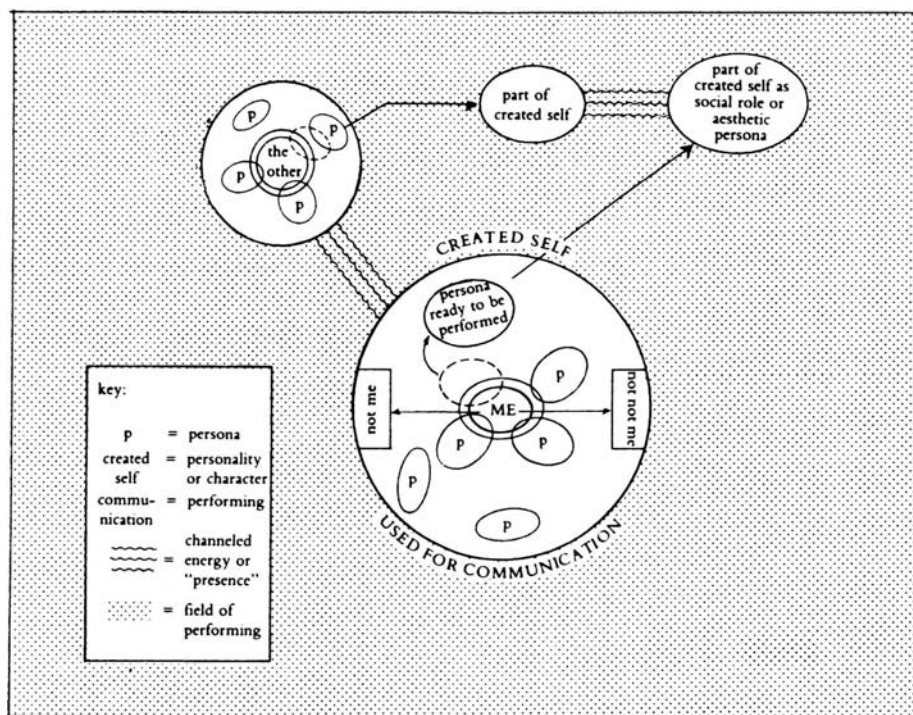 part of
created self
part of
created self as
social role or
aesthetic
persona
p
p
the
other
p
p
CREATED SELF
persona
ready to be
performed
p
not me
ME
not not me
p
p
p
p
USED FOR COMMUNICATION
key:
p = persona
created = personality
self or character
commu- = performing
nication
channeled
= energy or
"presence"
= field of
performing